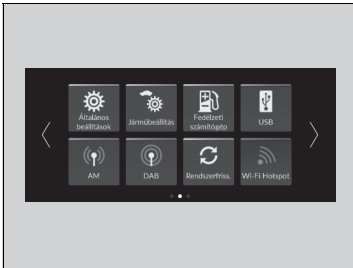 Általános
beállítások
Járműbeállítás
Fedélzeti
számítógép
USB
AM
DAB
Rendszerfriss.
Wi-Fi Hotspot